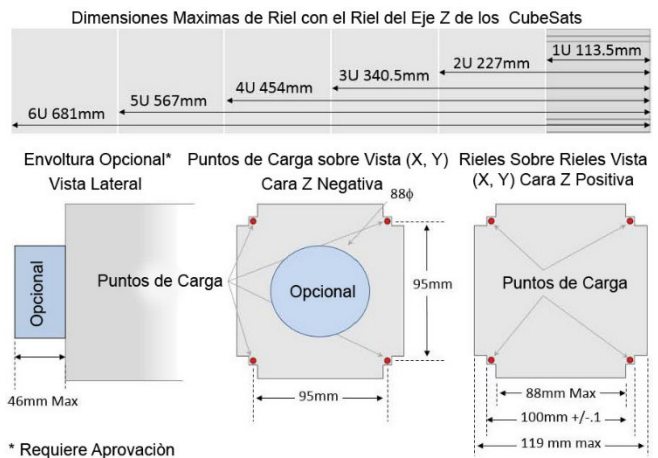 Dimensiones Maximas de Riel con el Riel del Eje Z de los CubeSats
1U 113.5mm
2U 227mm
3U 340.5mm
4U 454mm
5U 567mm
6U 681mm
Envoltura Opcional*
Vista Lateral
Opcional
46mm Max
Puntos de Carga
* Requiere Aprovaciòn
Puntos de Carga sobre Vista (X, Y)
Cara Z Negativa
88ϕ
Opcional
95mm
95mm
Rieles Sobre Rieles Vista
(X, Y) Cara Z Positiva
Puntos de Carga
88mm Max
100mm +/-.1
119 mm max